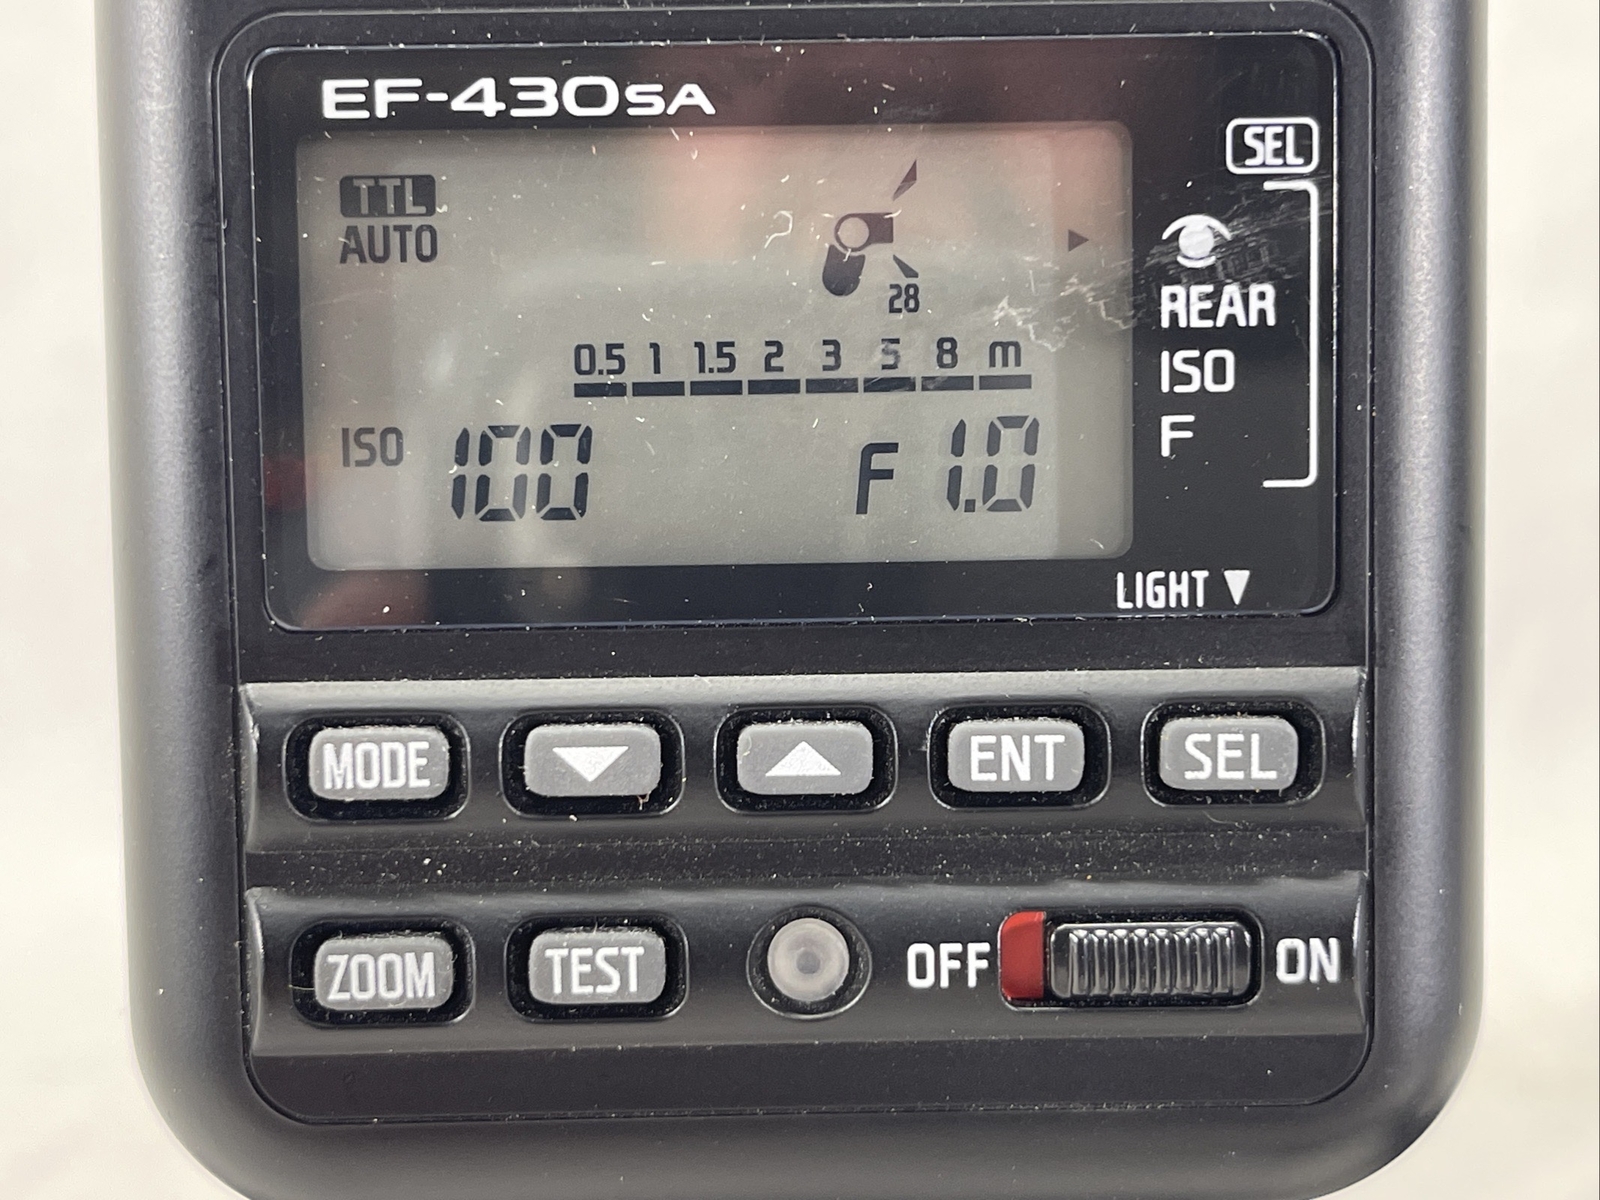 EF-430SA
SEL
TTL
AUTO
28
REAR
0.5 1 1.5 2 3 5 8 m
ISO
F
ISO 100 F 1.0
LIGHT ▼
MODE ▼ ▲ ENT SEL
ZOOM TEST OFF ON